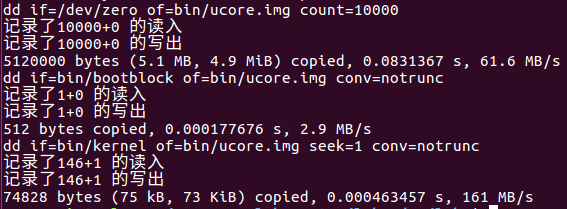 dd if=/dev/zero of=bin/ucore.img count=10000
记录了10000+0 的读入
记录了10000+0 的写出
5120000 bytes (5.1 MB, 4.9 MiB) copied, 0.0831367 s, 61.6 MB/s
dd if=bin/bootblock of=bin/ucore.img conv=notrunc
记录了1+0 的读入
记录了1+0 的写出
512 bytes copied, 0.000177676 s, 2.9 MB/s
dd if=bin/kernel of=bin/ucore.img seek=1 conv=notrunc
记录了146+1 的读入
记录了146+1 的写出
74828 bytes (75 kB, 73 KiB) copied, 0.000463457 s, 161 MB/s